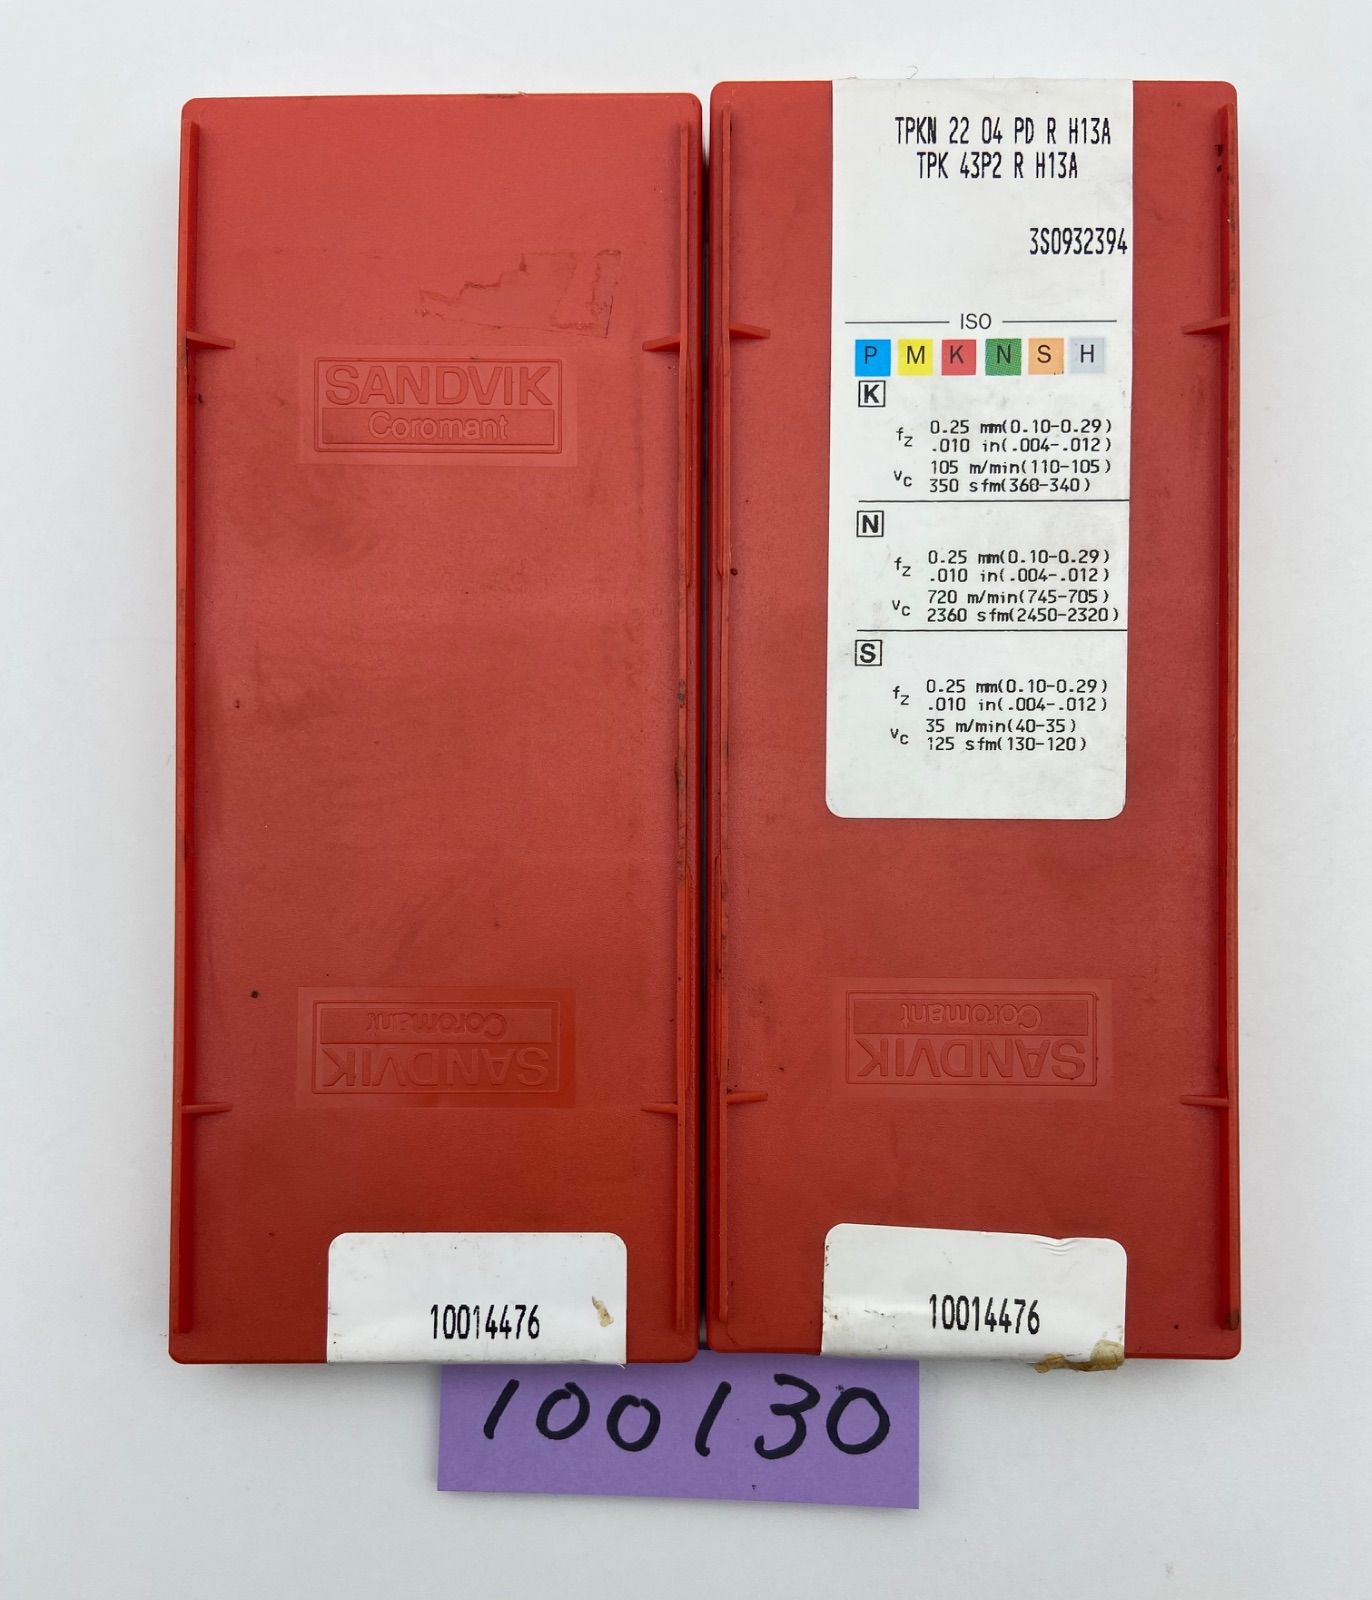 SANDVIK
Coromant
Coromant
SANDVIK
10014476
TPKN 22 04 PD R H13A
TPK 43P2 R H13A
3S0932394
ISO
P M K N S H
K
fz 0.25 mm(0.10-0.29)
.010 in(.004-.012)
vc 105 m/min(110-105)
350 sfm(360-340)
N
fz 0.25 mm(0.10-0.29)
.010 in(.004-.012)
vc 720 m/min(745-705)
2360 sfm(2450-2320)
S
fz 0.25 mm(0.10-0.29)
.010 in(.004-.012)
vc 35 m/min(40-35)
125 sfm(130-120)
Coromant
SANDVIK
10014476
100130